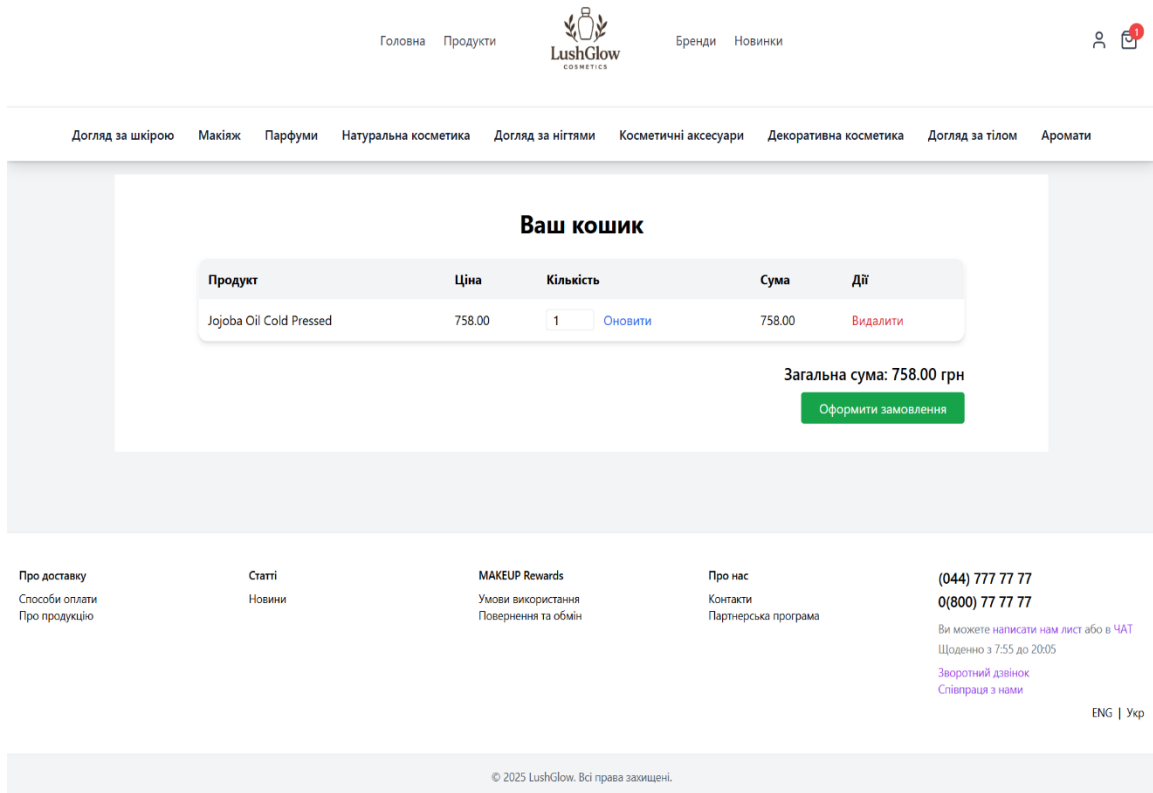 Головна Продукти
LushGlow
COSMETICS
Бренди Новинки
1
Догляд за шкірою Макіяж Парфуми Натуральна косметика Догляд за нігтями Косметичні аксесуари Декоративна косметика Догляд за тілом Аромати
Ваш кошик
Продукт Ціна Кількість Сума Дії
Jojoba Oil Cold Pressed 758.00 1 Оновити 758.00 Видалити
Загальна сума: 758.00 грн
Оформити замовлення
Про доставку
Способи оплати
Про продукцію
Статті
Новини
MAKEUP Rewards
Умови використання
Повернення та обмін
Про нас
Контакти
Партнерська програма
(044) 777 77 77
0(800) 77 77 77
Ви можете написати нам лист або в ЧАТ
Щоденно з 7:55 до 20:05
Зворотний дзвінок
Співпраця з нами
ENG | Укр
© 2025 LushGlow. Всі права захищені.